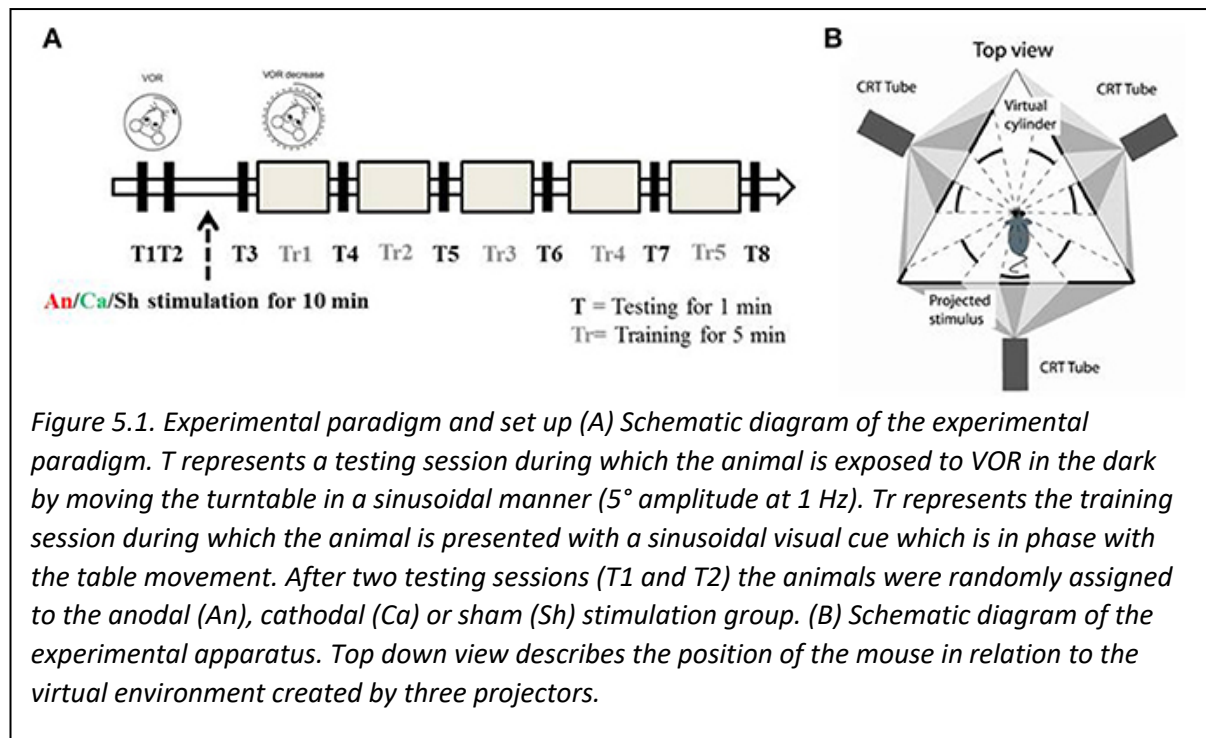 A
VOR
VOR decrease
T1T2 T3 Tr1 T4 Tr2 T5 Tr3 T6 Tr4 T7 Tr5 T8
An/Ca/Sh stimulation for 10 min
T = Testing for 1 min
Tr= Training for 5 min
B
Top view
CRT Tube
CRT Tube
Virtual
cylinder
Projected
stimulus
CRT Tube
Figure 5.1. Experimental paradigm and set up (A) Schematic diagram of the experimental
paradigm. T represents a testing session during which the animal is exposed to VOR in the dark
by moving the turntable in a sinusoidal manner (5° amplitude at 1 Hz). Tr represents the training
session during which the animal is presented with a sinusoidal visual cue which is in phase with
the table movement. After two testing sessions (T1 and T2) the animals were randomly assigned
to the anodal (An), cathodal (Ca) or sham (Sh) stimulation group. (B) Schematic diagram of the
experimental apparatus. Top down view describes the position of the mouse in relation to the
virtual environment created by three projectors.